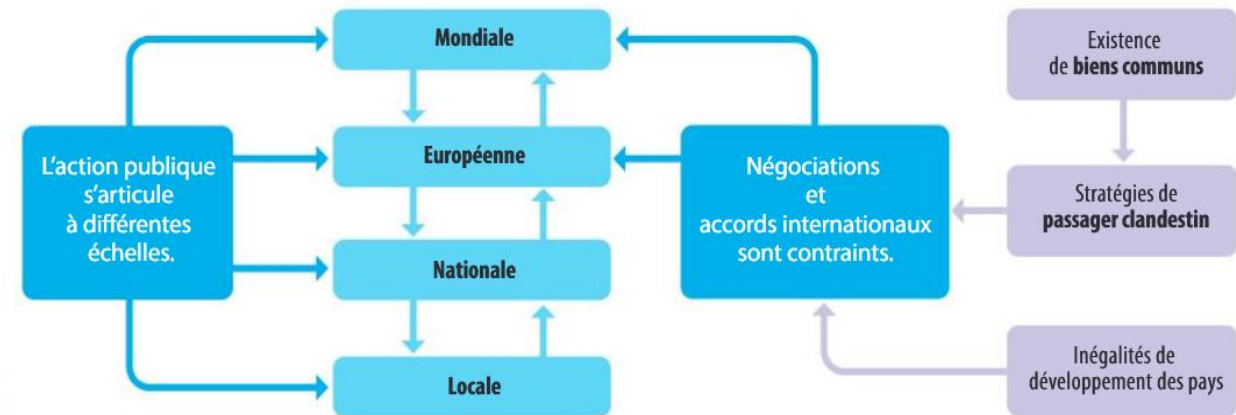 L'action publique
s'articule
à différentes
échelles.
Mondiale
Européenne
Nationale
Locale
Négociations
et
accords internationaux
sont contraints.
Existence
de biens communs
Stratégies de
passager clandestin
Inégalités de
développement des pays